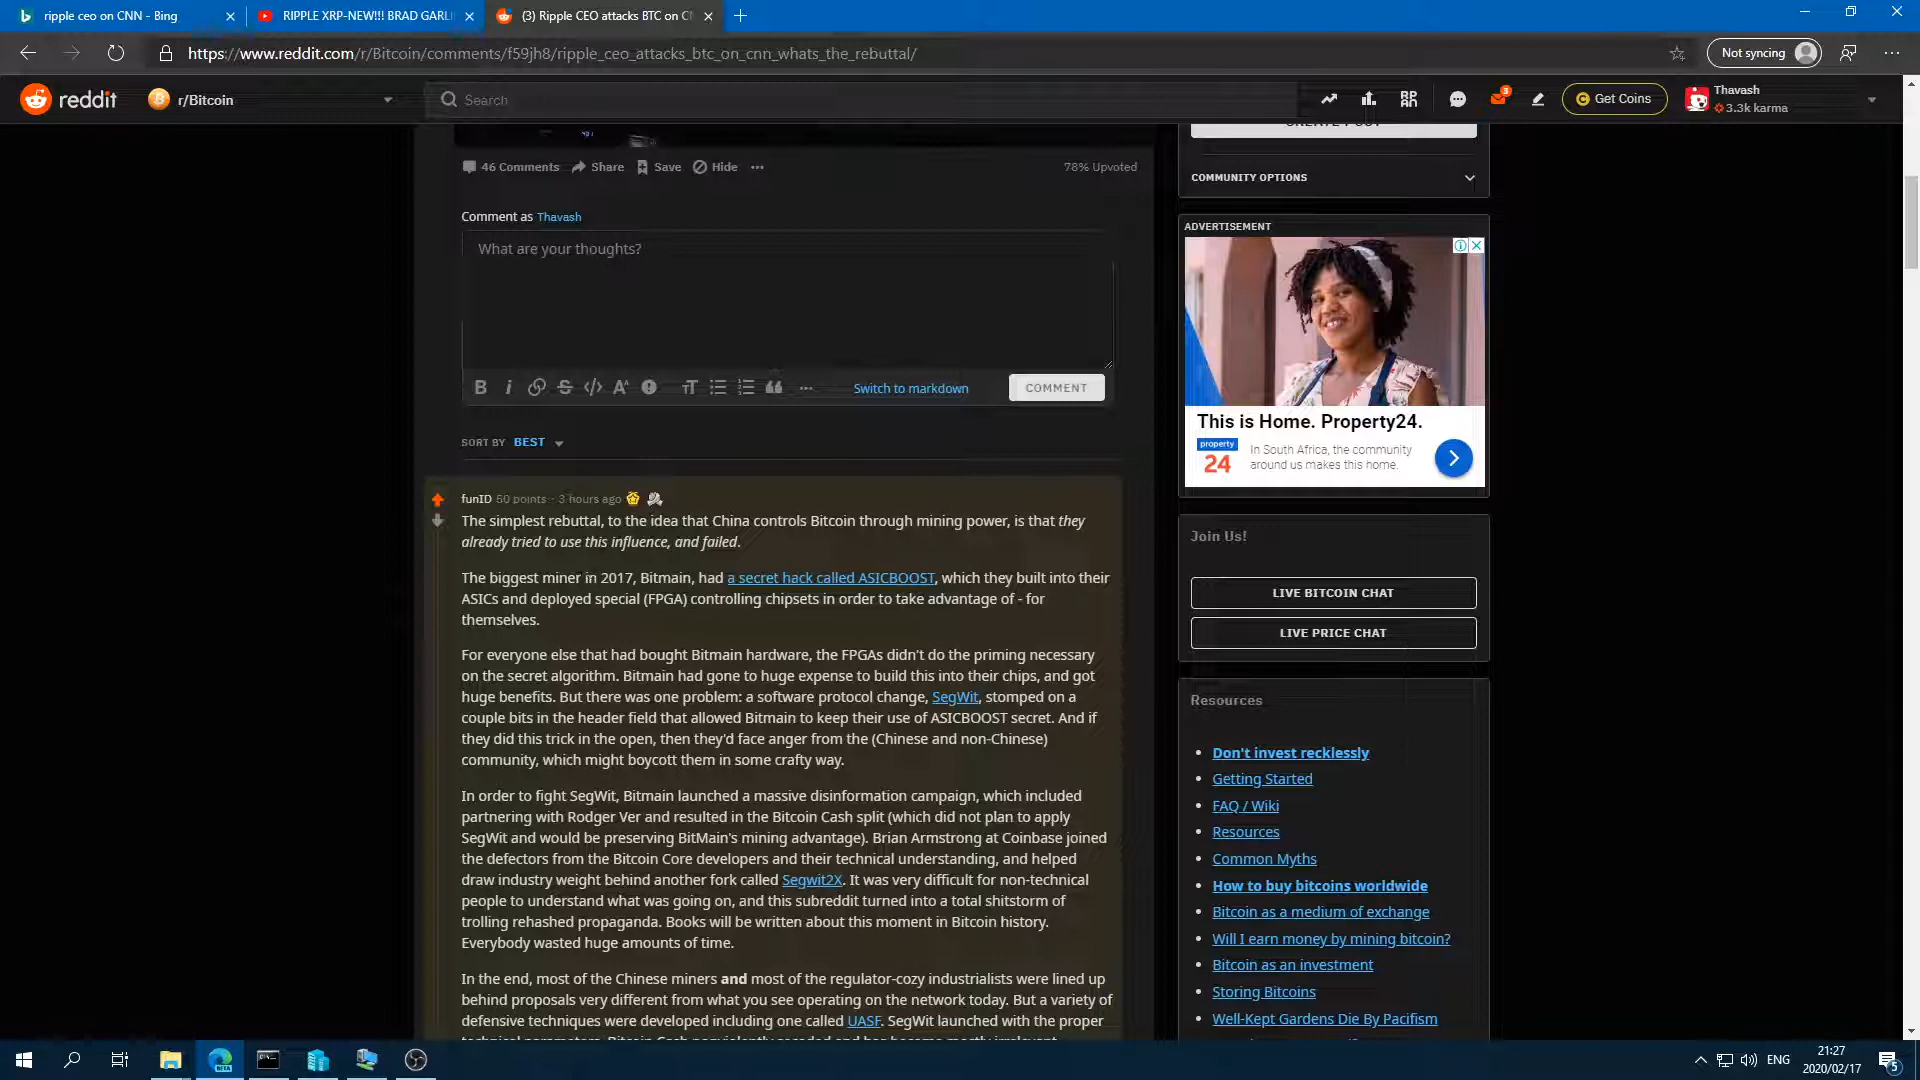 ripple ceo on CNN - Bing
RIPPLE XRP-NEW!!! BRAD GARLI
(3) Ripple CEO attacks BTC on CN
https://www.reddit.com/r/Bitcoin/comments/f59jh8/ripple_ceo_attacks_btc_on_cnn_whats_the_rebuttal/
Not syncing
reddit
r/Bitcoin
Search
3
Get Coins
Thavash
3.3k karma
46 Comments
Share
Save
Hide
78% Upvoted
Comment as Thavash
What are your thoughts?
Switch to markdown
COMMENT
SORT BY BEST
funID 50 points · 3 hours ago
The simplest rebuttal, to the idea that China controls Bitcoin through mining power, is that they
already tried to use this influence, and failed.
The biggest miner in 2017, Bitmain, had a secret hack called ASICBOOST, which they built into their
ASICs and deployed special (FPGA) controlling chipsets in order to take advantage of - for
themselves.
For everyone else that had bought Bitmain hardware, the FPGAs didn't do the priming necessary
on the secret algorithm. Bitmain had gone to huge expense to build this into their chips, and got
huge benefits. But there was one problem: a software protocol change, SegWit, stomped on a
couple bits in the header field that allowed Bitmain to keep their use of ASICBOOST secret. And if
they did this trick in the open, then they'd face anger from the (Chinese and non-Chinese)
community, which might boycott them in some crafty way.
In order to fight SegWit, Bitmain launched a massive disinformation campaign, which included
partnering with Rodger Ver and resulted in the Bitcoin Cash split (which did not plan to apply
SegWit and would be preserving BitMain's mining advantage). Brian Armstrong at Coinbase joined
the defectors from the Bitcoin Core developers and their technical understanding, and helped
draw industry weight behind another fork called Segwit2X. It was very difficult for non-technical
people to understand what was going on, and this subreddit turned into a total shitstorm of
trolling rehashed propaganda. Books will be written about this moment in Bitcoin history.
Everybody wasted huge amounts of time.
In the end, most of the Chinese miners and most of the regulator-cozy industrialists were lined up
behind proposals very different from what you see operating on the network today. But a variety of
defensive techniques were developed including one called UASF. SegWit launched with the proper
CREATE POST
COMMUNITY OPTIONS
ADVERTISEMENT
This is Home. Property24.
property
24
In South Africa, the community
around us makes this home.
Join Us!
LIVE BITCOIN CHAT
LIVE PRICE CHAT
Resources
Don't invest recklessly
Getting Started
FAQ / Wiki
Resources
Common Myths
How to buy bitcoins worldwide
Bitcoin as a medium of exchange
Will I earn money by mining bitcoin?
Bitcoin as an investment
Storing Bitcoins
Well-Kept Gardens Die By Pacifism
BETA
ENG
21:27
2020/02/17
5